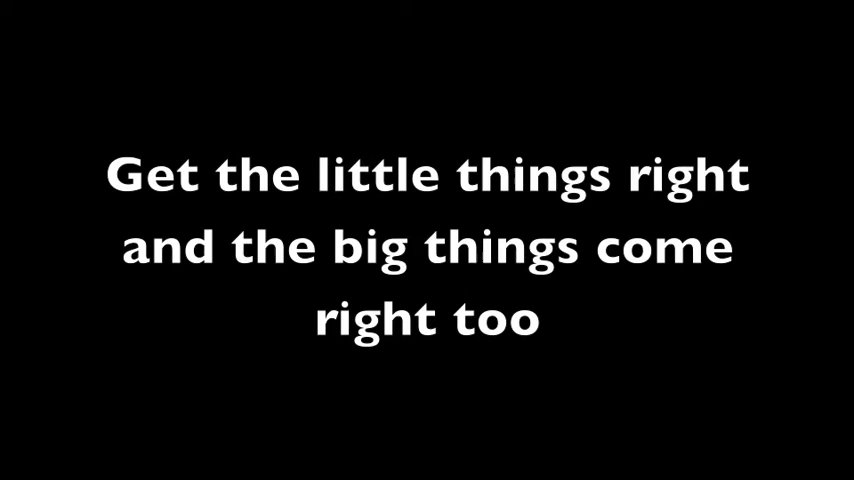 Get the little things right
and the big things come
right too